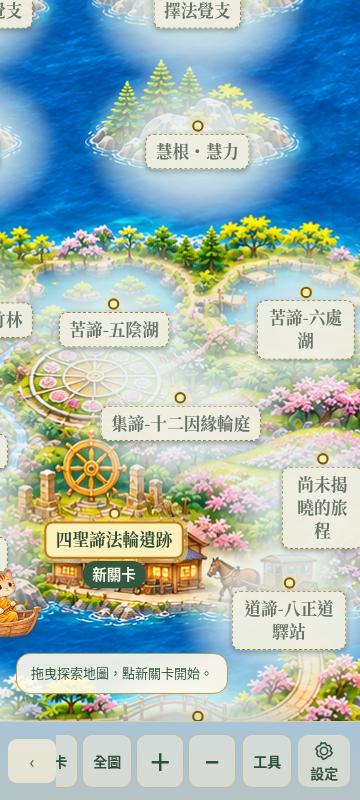 覺支
擇法覺支
慧根・慧力
竹林
苦諦-五陰湖
苦諦-六處
湖
集諦-十二因緣輪庭
尚未揭
曉的旅
程
四聖諦法輪遺跡
新關卡
道諦-八正道
驛站
拖曳探索地圖，點新關卡開始。
‹
卡
全圖
+
−
工具
設定